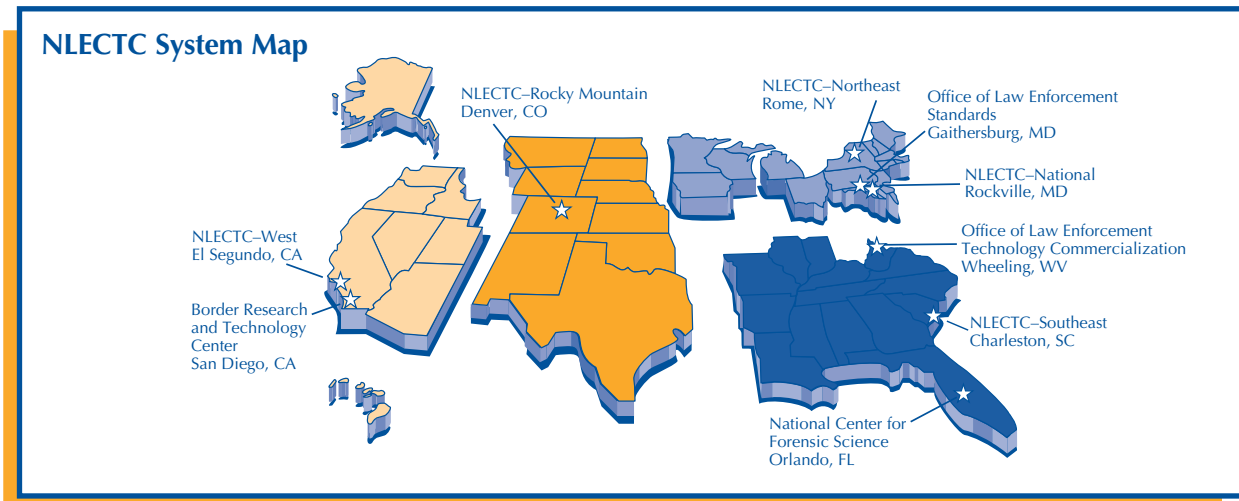 NLECTC System Map
NLECTC–Rocky Mountain
Denver, CO
NLECTC–Northeast
Rome, NY
Office of Law Enforcement
Standards
Gaithersburg, MD
NLECTC–National
Rockville, MD
NLECTC–West
El Segundo, CA
Office of Law Enforcement
Technology Commercialization
Wheeling, WV
Border Research
and Technology
Center
San Diego, CA
NLECTC–Southeast
Charleston, SC
National Center for
Forensic Science
Orlando, FL